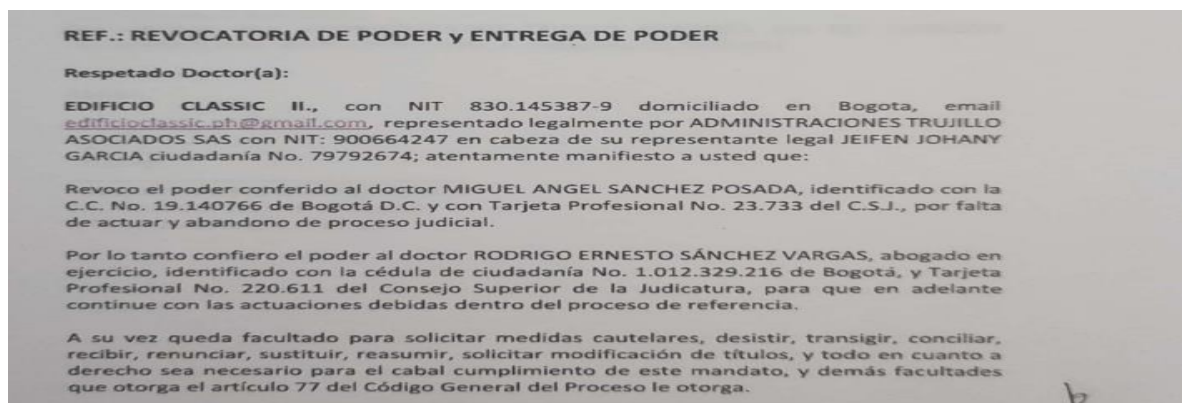 REF.: REVOCATORIA DE PODER y ENTREGA DE PODER
Respetado Doctor(a):
EDIFICIO CLASSIC II., con NIT 830.145387-9 domiciliado en Bogota, email
edificioclassic.ph@gmail.com, representado legalmente por ADMINISTRACIONES TRUJILLO
ASOCIADOS SAS con NIT: 900664247 en cabeza de su representante legal JEIFEN JOHANY
GARCIA ciudadanía No. 79792674; atentamente manifiesto a usted que:
Revoco el poder conferido al doctor MIGUEL ANGEL SANCHEZ POSADA, identificado con la
C.C. No. 19.140766 de Bogotá D.C. y con Tarjeta Profesional No. 23.733 del C.S.J., por falta
de actuar y abandono de proceso judicial.
Por lo tanto confiero el poder al doctor RODRIGO ERNESTO SÁNCHEZ VARGAS, abogado en
ejercicio, identificado con la cédula de ciudadanía No. 1.012.329.216 de Bogotá, y Tarjeta
Profesional No. 220.611 del Consejo Superior de la Judicatura, para que en adelante
continue con las actuaciones debidas dentro del proceso de referencia.
A su vez queda facultado para solicitar medidas cautelares, desistir, transigir, conciliar,
recibir, renunciar, sustituir, reasumir, solicitar modificación de títulos, y todo en cuanto a
derecho sea necesario para el cabal cumplimiento de este mandato, y demás facultades
que otorga el artículo 77 del Código General del Proceso le otorga.